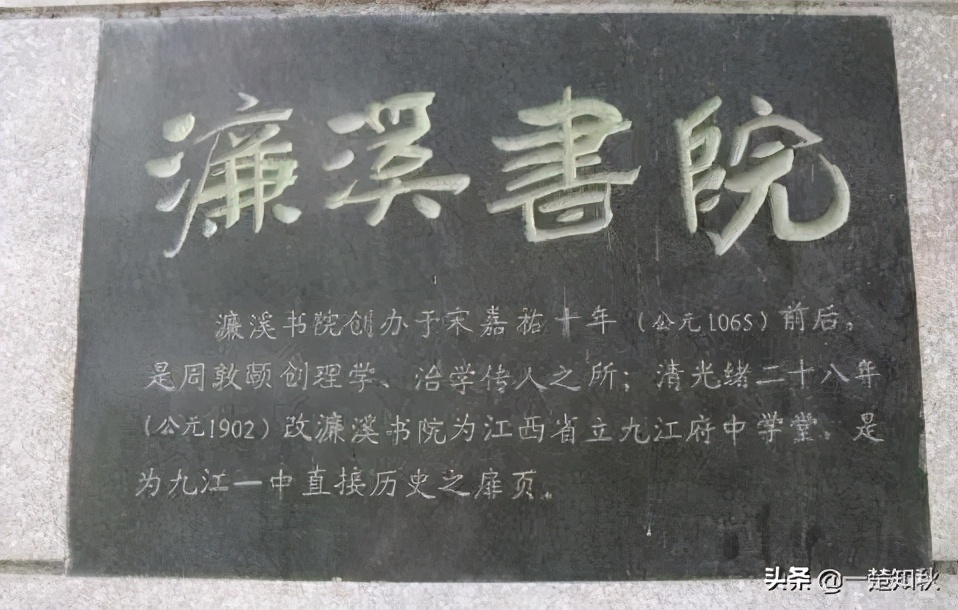 濂溪書院
濂溪书院创办于宋嘉祐十年（公元1065）前后，
是周敦颐创理学、治学传人之所；清光绪二十八年
（公元1902）改濂溪书院为江西省立九江府中学堂，是
为九江一中直接历史之扉页。
头条 @一楚知秋